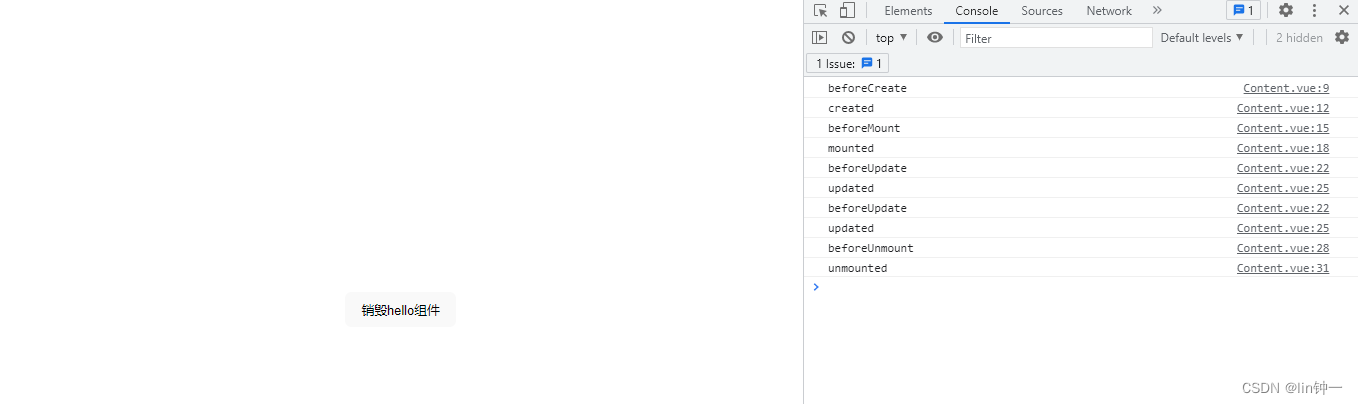 销毁hello组件
Elements Console Sources Network 1
top Filter Default levels 2 hidden
1 Issue: 1
beforeCreate Content.vue:9
created Content.vue:12
beforeMount Content.vue:15
mounted Content.vue:18
beforeUpdate Content.vue:22
updated Content.vue:25
beforeUpdate Content.vue:22
updated Content.vue:25
beforeUnmount Content.vue:28
unmounted Content.vue:31
CSDN @lin钟一